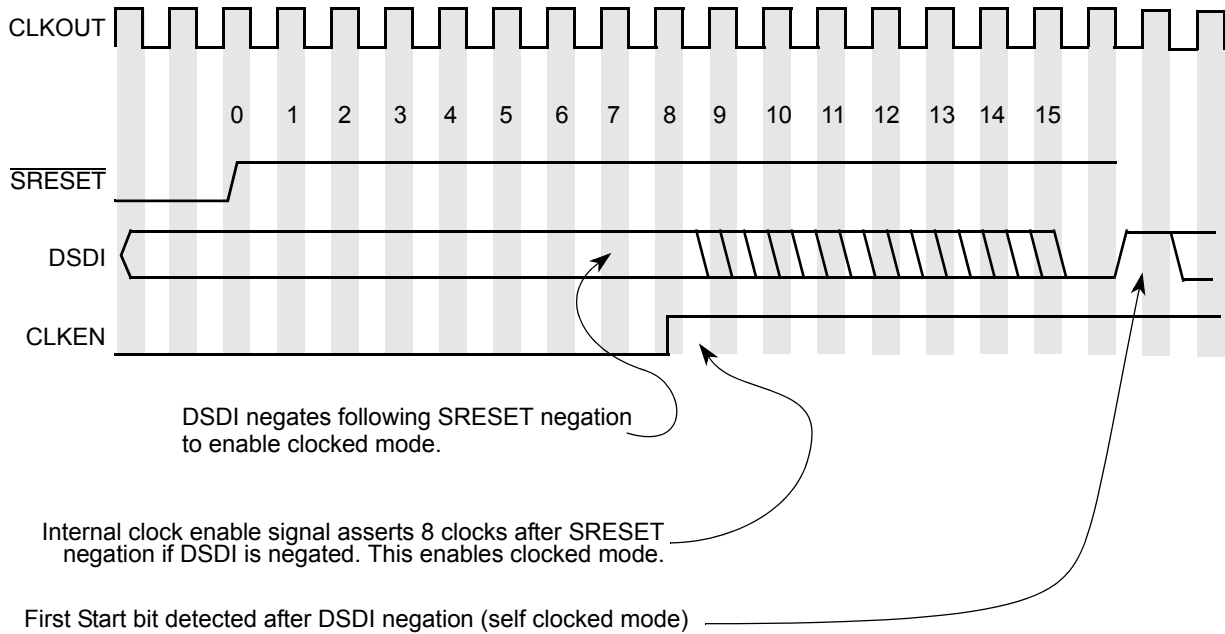 CLKOUT
0 1 2 3 4 5 6 7 8 9 10 11 12 13 14 15
SRESET
DSDI
CLKEN
DSDI negates following SRESET negation
to enable clocked mode.
Internal clock enable signal asserts 8 clocks after SRESET
negation if DSDI is negated. This enables clocked mode.
First Start bit detected after DSDI negation (self clocked mode)